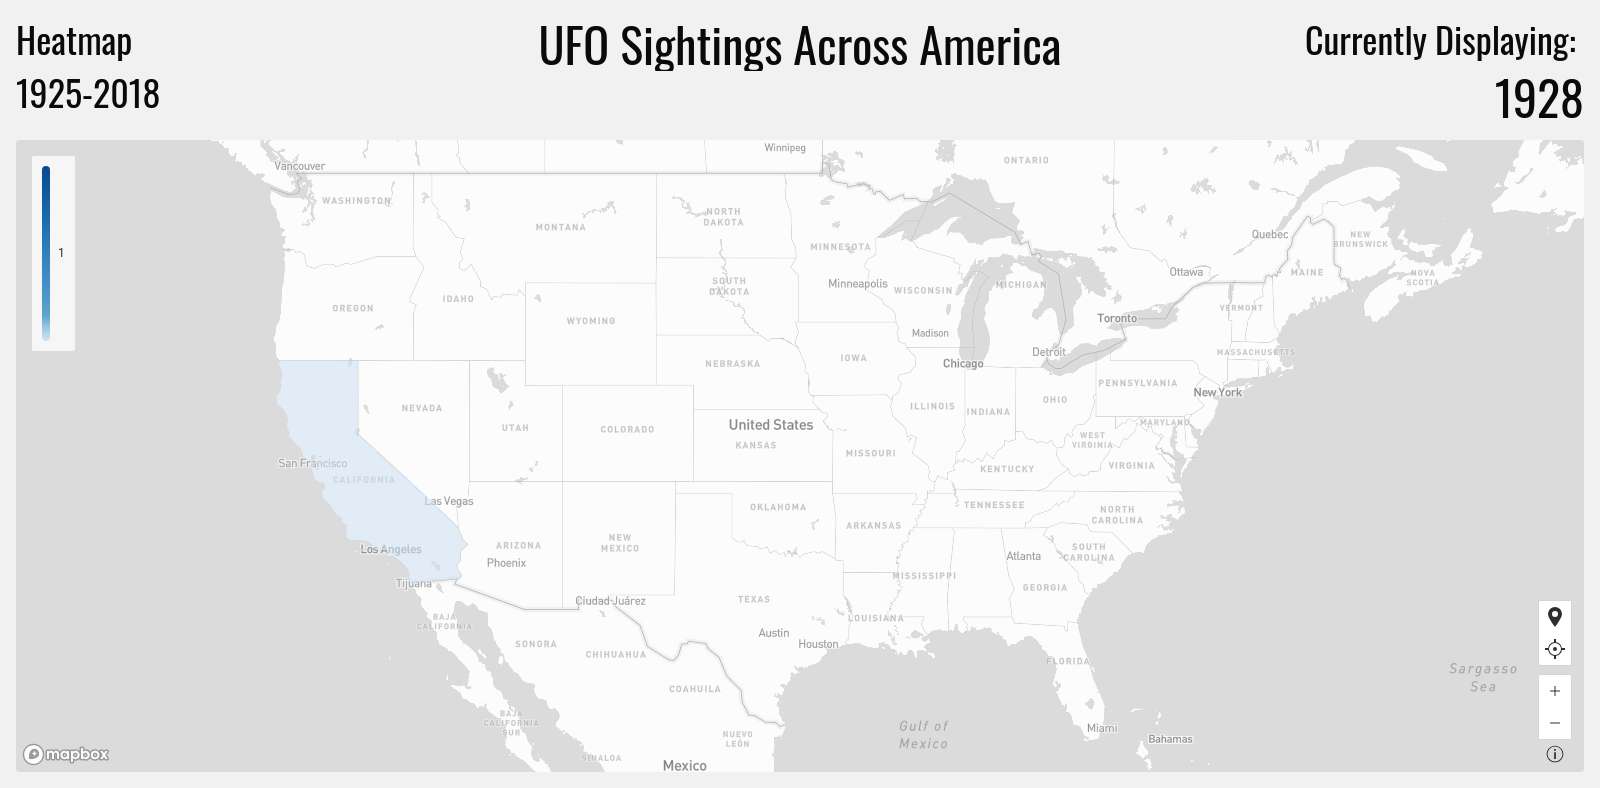 Heatmap
1925-2018
UFO Sightings Across America
Currently Displaying:
1928
1
Vancouver
Winnipeg
ONTARIO
WASHINGTON
MONTANA
NORTH
DAKOTA
MINNESOTA
Quebec
NEW
BRUNSWICK
Ottawa
MAINE
NOVA
SCOTIA
SOUTH
DAKOTA
Minneapolis
WISCONSIN
MICHIGAN
OREGON
IDAHO
WYOMING
VERMONT
Toronto
Madison
Detroit
MASSACHUSETTS
NEBRASKA
IOWA
Chicago
PENNSYLVANIA
New York
NEVADA
UTAH
COLORADO
United States
KANSAS
ILLINOIS
INDIANA
OHIO
MARYLAND
WEST
VIRGINIA
MISSOURI
VIRGINIA
San Francisco
CALIFORNIA
KENTUCKY
Las Vegas
OKLAHOMA
TENNESSEE
NORTH
CAROLINA
ARKANSAS
Los Angeles
ARIZONA
Phoenix
NEW
MEXICO
Atlanta
SOUTH
CAROLINA
Tijuana
MISSISSIPPI
GEORGIA
Ciudad Juárez
TEXAS
BAJA
CALIFORNIA
LOUISIANA
Austin
Houston
SONORA
CHIHUAHUA
FLORIDA
Sargasso
Sea
COAHUILA
BAJA
CALIFORNIA
SUR
Gulf of
Mexico
Miami
Bahamas
NUEVO
LEÓN
SINALOA
Mexico
mapbox